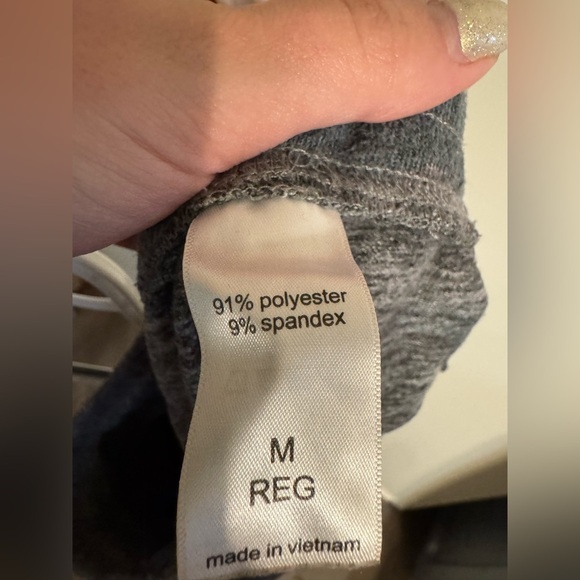 91% polyester
9% spandex
M
REG
made in vietnam